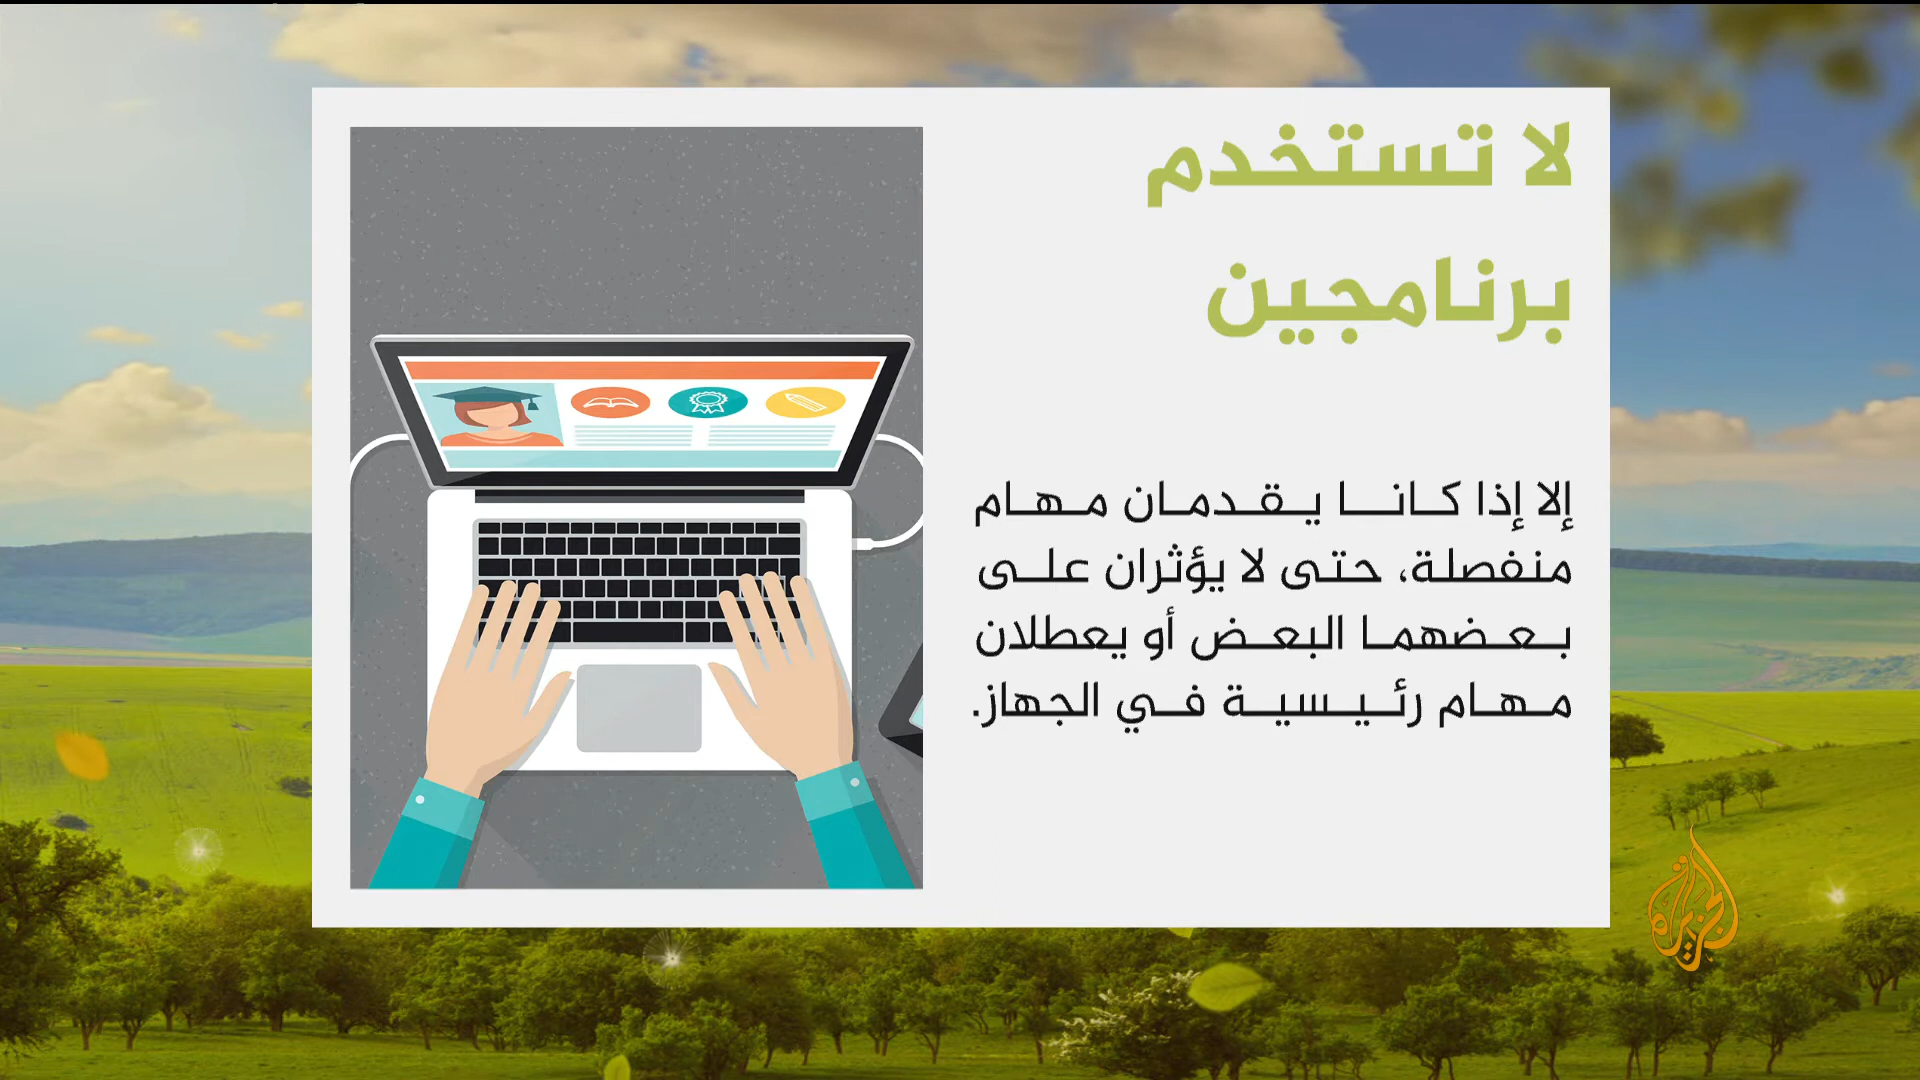 لا تستخدم
برنامجين
إلا إذا كانا يقدمان مهام
منفصلة، حتى لا يؤثران على
بعضهما البعض أو يعطلان
مهام رئيسية في الجهاز.
الجزيرة